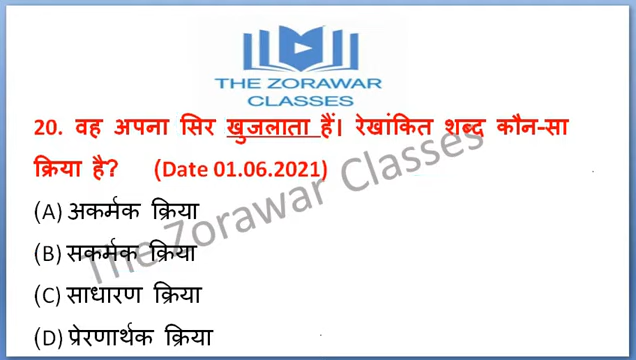 THE ZORAWAR
CLASSES
20. वह अपना सिर खुजलाता हैं। रेखांकित शब्द कौन-सा
क्रिया है? (Date 01.06.2021)
(A) अकर्मक क्रिया
(B) सकर्मक क्रिया
(C) साधारण क्रिया
(D) प्रेरणार्थक क्रिया
The Zorawar Classes